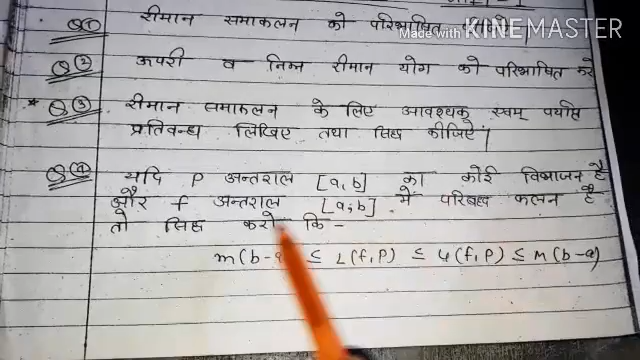 Made with KINEMASTER
Q① रीमान समाकलन को परिभाषित
Q② ऊपरी व निम्न रीमान योग को परिभाषित करो
* Q③ रीमान समाकलन के लिए आवश्यक एवम् पर्याप्त
प्रतिबन्ध लिखिए तथा सिद्ध कीजिए।
Q④ यदि P अन्तराल [a,b] का कोई विभाजन है
और f अन्तराल [a,b] में परिबद्ध फलन है
तो सिद्ध करो कि -
m(b-a) ≤ L(f,P) ≤ U(f,P) ≤ M(b-a)